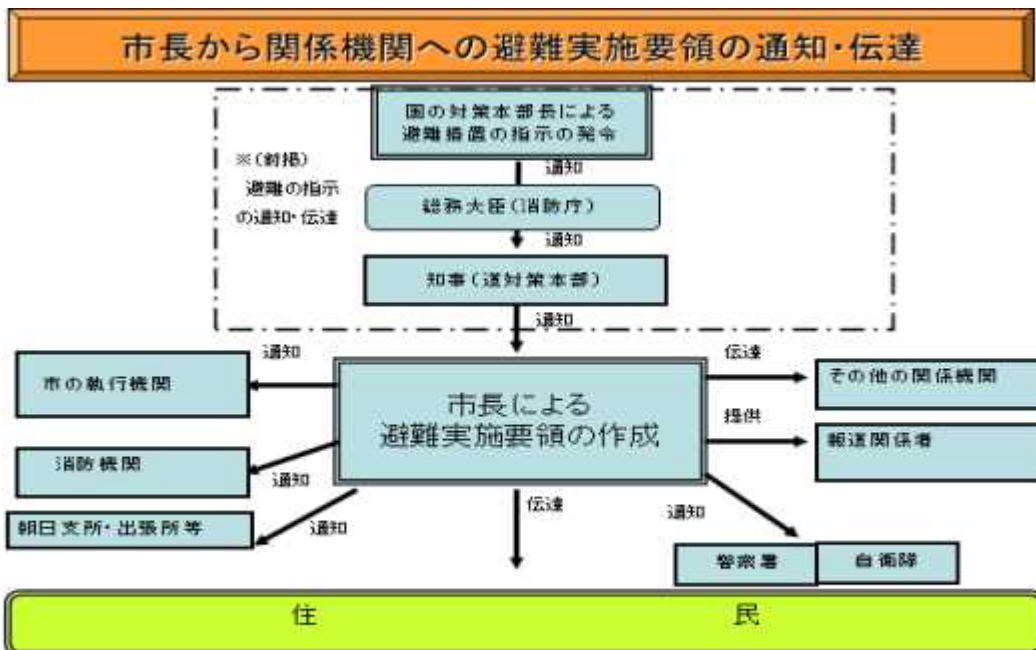 市長から関係機関への避難実施要領の通知・伝達
国の対策本部長による
避難措置の指示の発令
※(前掲)
避難の指示
の通知・伝達
通知
総務大臣(消防庁)
通知
知事(道対策本部)
通知
通知
市の執行機関
消防機関
通知
朝日支所・出張所等
通知
市長による
避難実施要領の作成
伝達
その他の関係機関
提供
報道関係者
伝達
通知
警察署
自衛隊
住 民